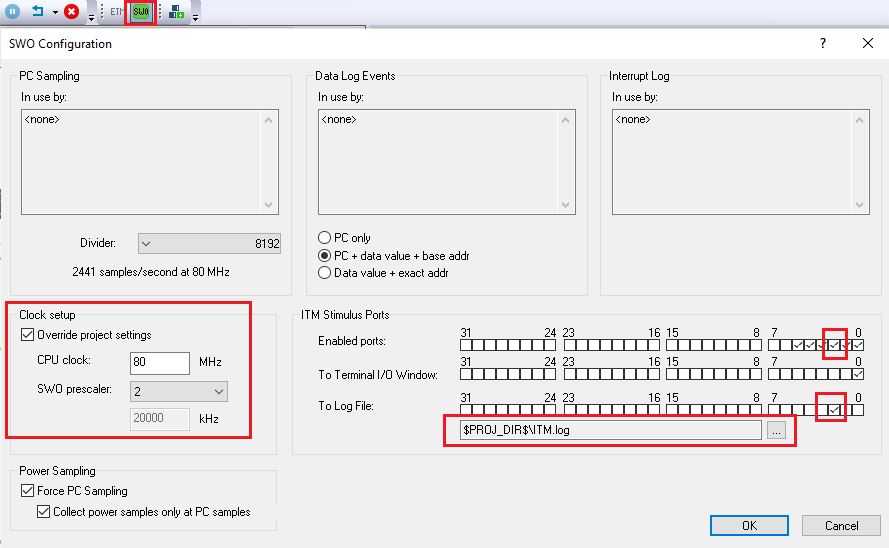 ETM SWO
SWO Configuration ?
PC Sampling
In use by:
<none>
Divider: 8192
2441 samples/second at 80 MHz
Data Log Events
In use by:
<none>
PC only
PC + data value + base addr
Data value + exact addr
Interrupt Log
In use by:
<none>
Clock setup
Override project settings
CPU clock: 80 MHz
SWO prescaler: 2
20000 kHz
ITM Stimulus Ports
31 24 23 16 15 8 7 0
Enabled ports:
31 24 23 16 15 8 7 0
To Terminal I/O Window:
31 24 23 16 15 8 7 0
To Log File:
$PROJ_DIR$\ITM.log ...
Power Sampling
Force PC Sampling
Collect power samples only at PC samples
OK Cancel